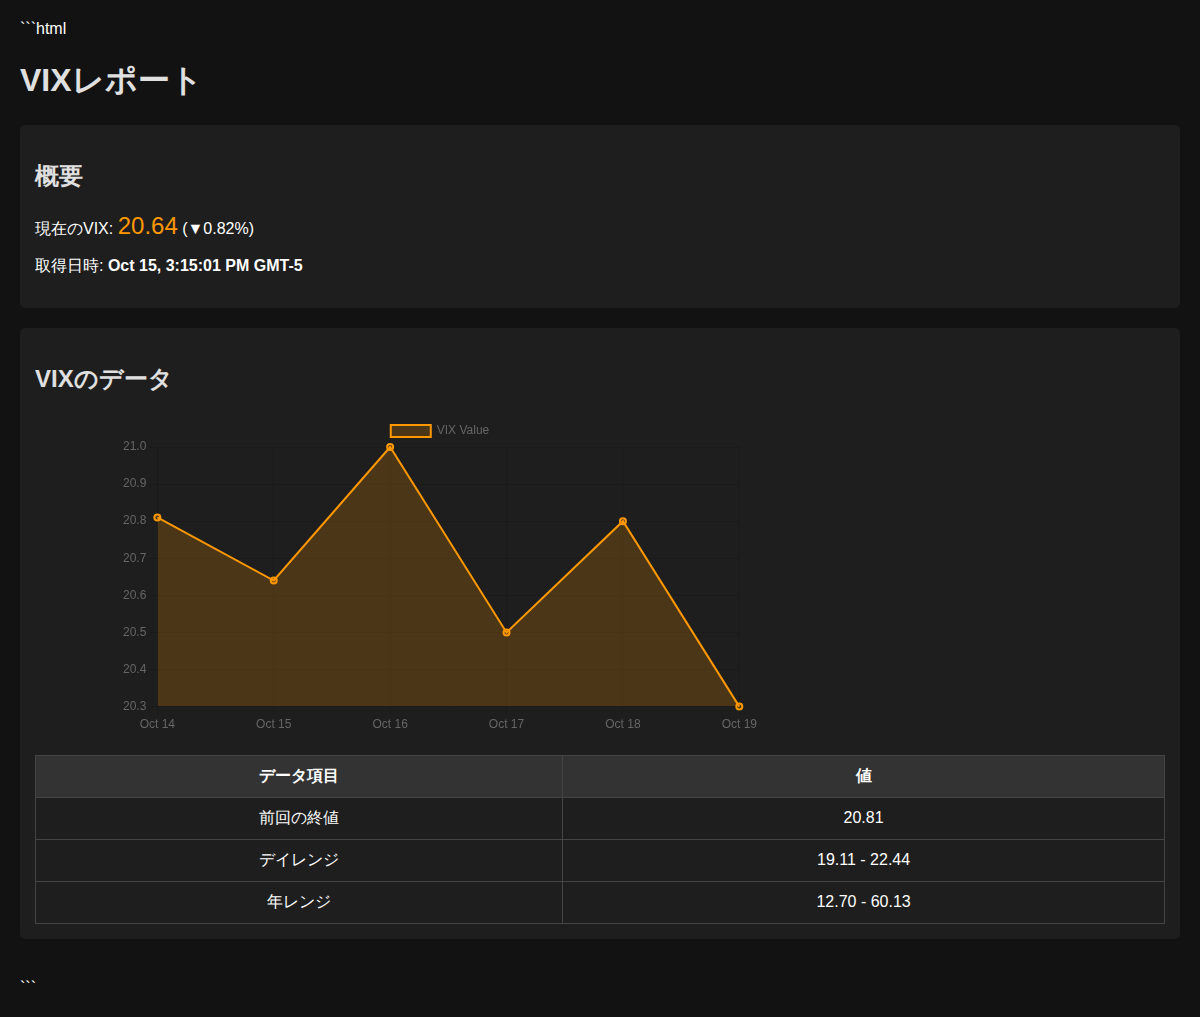 ```html
VIXレポート
概要
現在のVIX: 20.64 (▼0.82%)
取得日時: Oct 15, 3:15:01 PM GMT-5
VIXのデータ
VIX Value
21.0
20.9
20.8
20.7
20.6
20.5
20.4
20.3
Oct 14 Oct 15 Oct 16 Oct 17 Oct 18 Oct 19
データ項目 値
前回の終値 20.81
デイレンジ 19.11 - 22.44
年レンジ 12.70 - 60.13
```